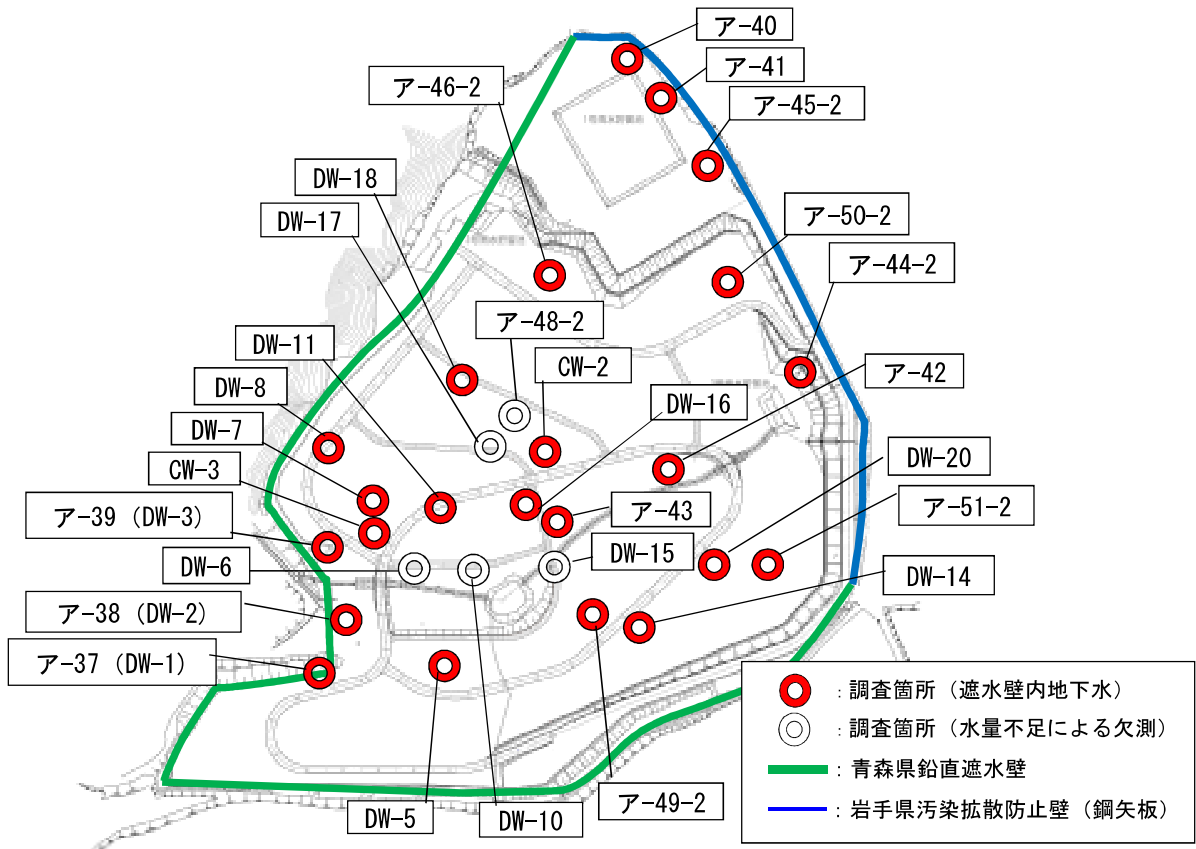 ア-40
ア-41
ア-46-2
ア-45-2
DW-18
DW-17
ア-50-2
ア-44-2
ア-48-2
DW-11
CW-2
ア-42
DW-8
DW-16
DW-7
DW-20
CW-3
ア-51-2
ア-39（DW-3）
ア-43
DW-6
DW-15
DW-14
ア-38（DW-2）
ア-37（DW-1）
ア-49-2
DW-5
DW-10
：調査箇所（遮水壁内地下水）
：調査箇所（水量不足による欠測）
：青森県鉛直遮水壁
：岩手県汚染拡散防止壁（鋼矢板）